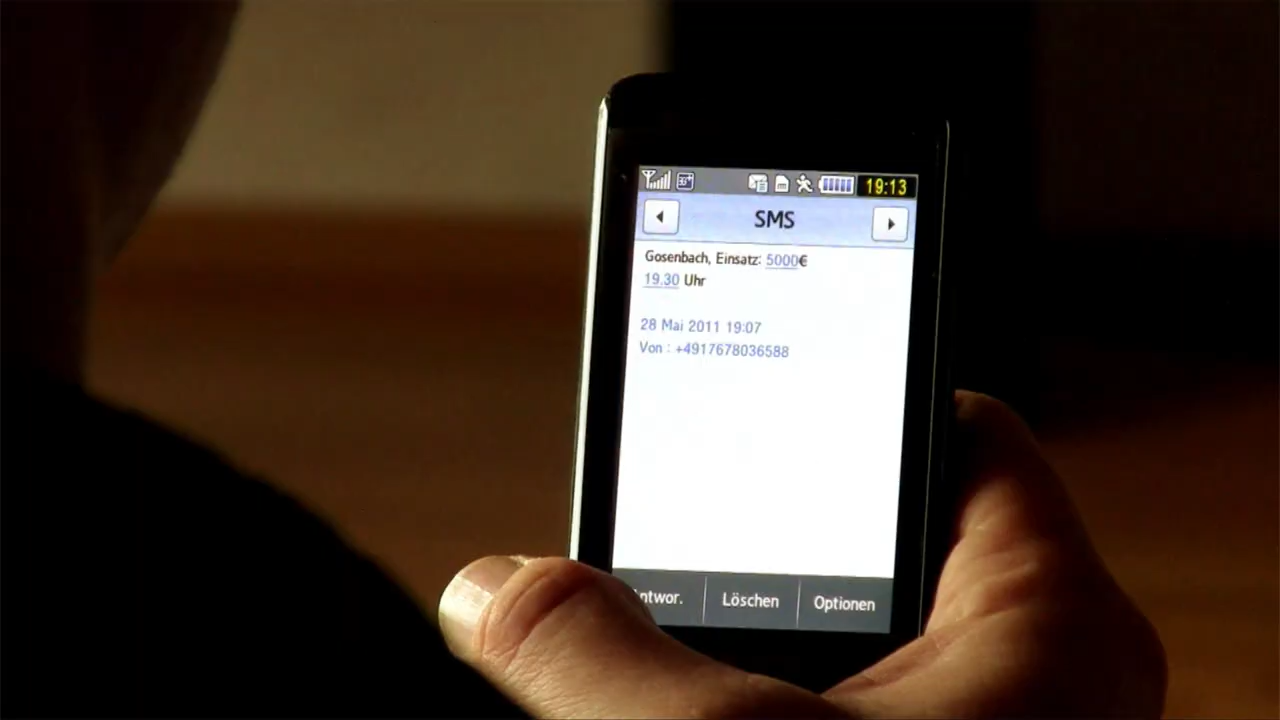 19:13
SMS
Gosenbach, Einsatz: 5000€
19.30 Uhr
28 Mai 2011 19:07
Von : +4917678036588
ntwor. Löschen Optionen